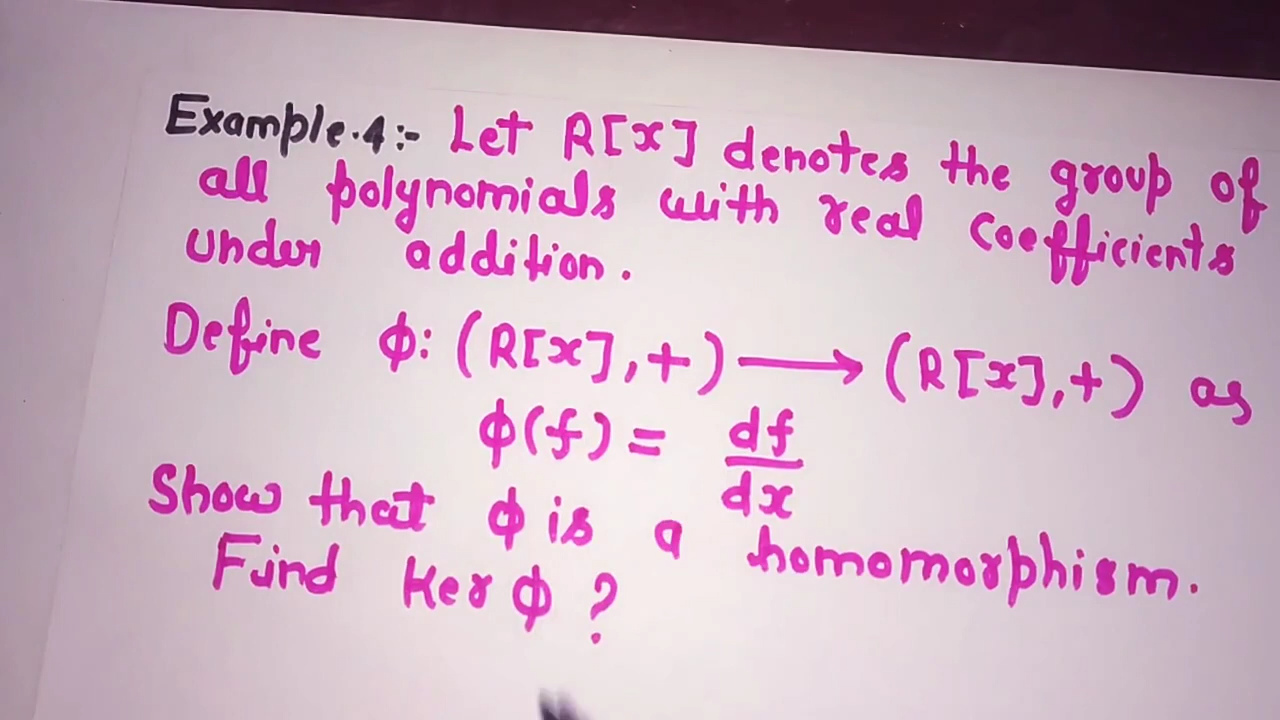 Example.4:- Let R[x] denotes the group of
all polynomials with real coefficients
under addition.
Define ϕ: (R[x],+) ⟶ (R[x],+) as
ϕ(f) = df/dx
Show that ϕ is a homomorphism.
Find Ker ϕ ?